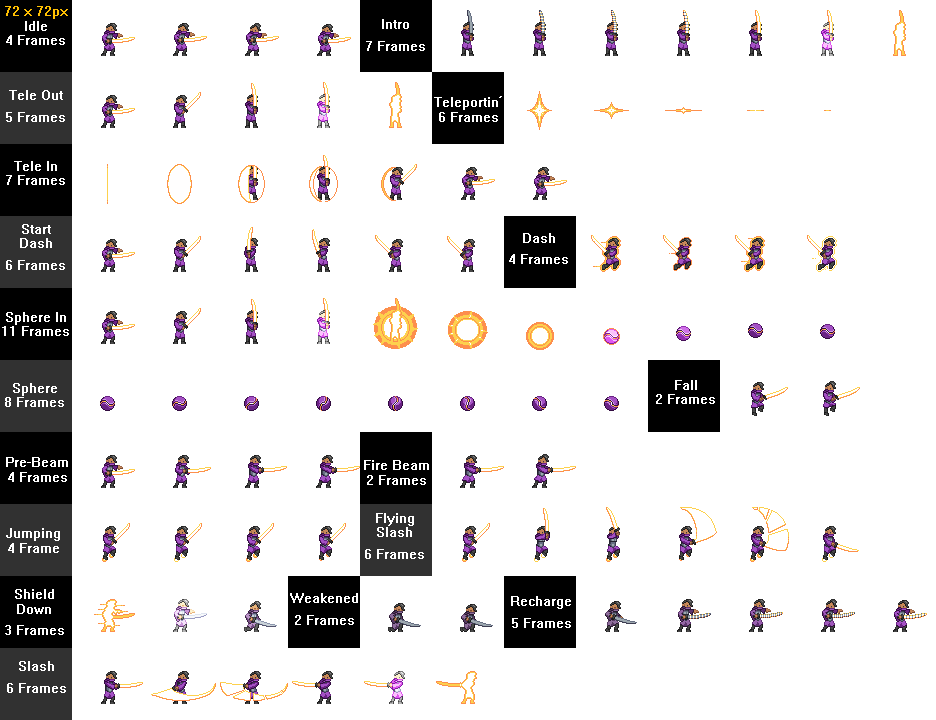 72 x 72px
Idle
4 Frames
Intro
7 Frames
Tele Out
5 Frames
Teleportin´
6 Frames
Tele In
7 Frames
Start
Dash
6 Frames
Dash
4 Frames
Sphere In
11 Frames
Sphere
8 Frames
Fall
2 Frames
Pre-Beam
4 Frames
Fire Beam
2 Frames
Jumping
4 Frame
Flying
Slash
6 Frames
Shield
Down
3 Frames
Weakened
2 Frames
Recharge
5 Frames
Slash
6 Frames